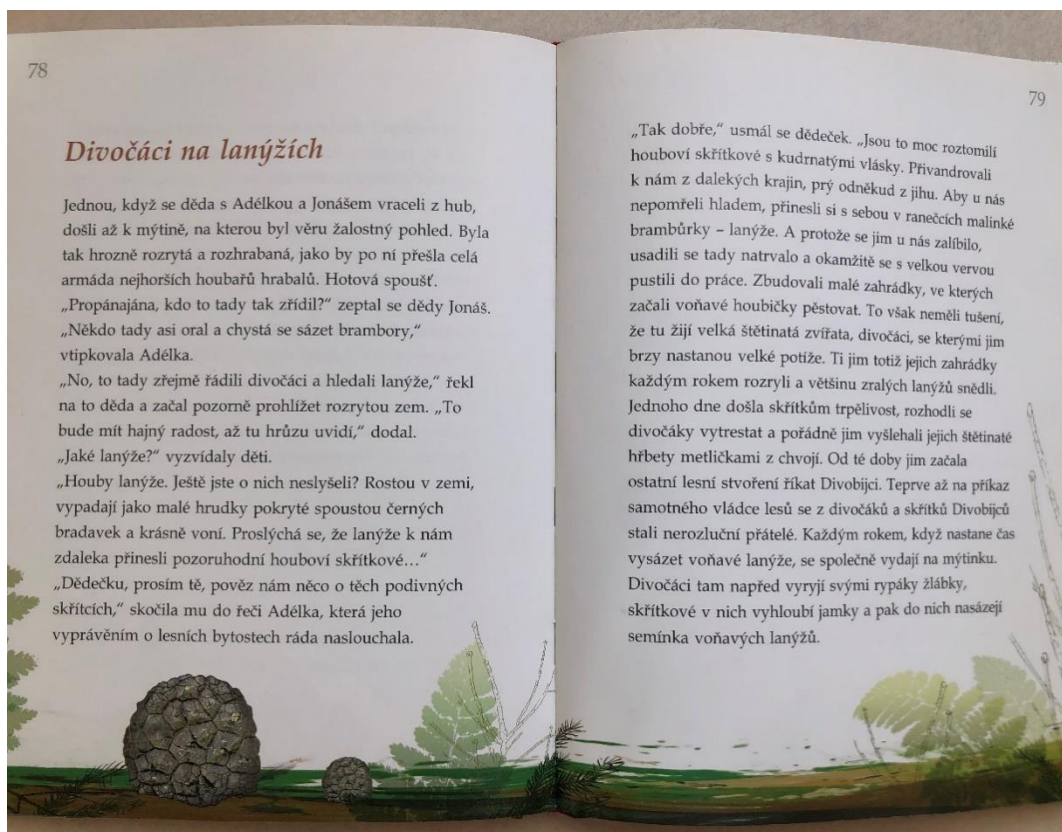 78
Divočáci na lanýžích
Jednou, když se děda s Adélkou a Jonášem vraceli z hub,
došli až k mýtině, na kterou byl věru žalostný pohled. Byla
tak hrozně rozrytá a rozhrabaná, jako by po ní přešla celá
armáda nejhorších houbařů hrabalů. Hotová spoušť.
„Propánajána, kdo to tady tak zřídil?“ zeptal se dědy Jonáš.
„Někdo tady asi oral a chystá se sázet brambory,“
vtipkovala Adélka.
„No, to tady zřejmě řádili divočáci a hledali lanýže,“ řekl
na to děda a začal pozorně prohlížet rozrytou zem. „To
bude mít hajný radost, až tu hrůzu uvidí,“ dodal.
„Jaké lanýže?“ vyzvídaly děti.
„Houby lanýže. Ještě jste o nich neslyšeli? Rostou v zemi,
vypadají jako malé hrudky pokryté spoustou černých
bradavek a krásně voní. Proslýchá se, že lanýže k nám
zdaleka přinesli pozoruhodní houboví skřítkové...“
„Dědečku, prosím tě, pověz nám něco o těch podivných
skřítcích,“ skočila mu do řeči Adélka, která jeho
vyprávěním o lesních bytostech ráda naslouchala.
79
„Tak dobře,“ usmál se dědeček. „Jsou to moc roztomilí
houboví skřítkové s kudrnatými vlásky. Přivandrovali
k nám z dalekých krajin, prý odněkud z jihu. Aby u nás
nepomřeli hladem, přinesli si s sebou v ranečcích malinké
brambůrky – lanýže. A protože se jim u nás zalíbilo,
usadili se tady natrvalo a okamžitě se s velkou vervou
pustili do práce. Zbudovali malé zahrádky, ve kterých
začali voňavé houbičky pěstovat. To však neměli tušení,
že tu žijí velká štětinatá zvířata, divočáci, se kterými jim
brzy nastanou velké potíže. Ti jim totiž jejich zahrádky
každým rokem rozryli a většinu zralých lanýžů snědli.
Jednoho dne došla skřítkům trpělivost, rozhodli se
divočáky vytrestat a pořádně jim vyšlehali jejich štětinaté
hřbety metličkami z chvojí. Od té doby jim začala
ostatní lesní stvoření říkat Divobijci. Teprve až na příkaz
samotného vládce lesů se z divočáků a skřítků Divobijců
stali nerozluční přátelé. Každým rokem, když nastane čas
vysázet voňavé lanýže, se společně vydají na mýtinku.
Divočáci tam napřed vyryjí svými rypáky žlábky,
skřítkové v nich vyhloubí jamky a pak do nich nasázejí
semínka voňavých lanýžů.